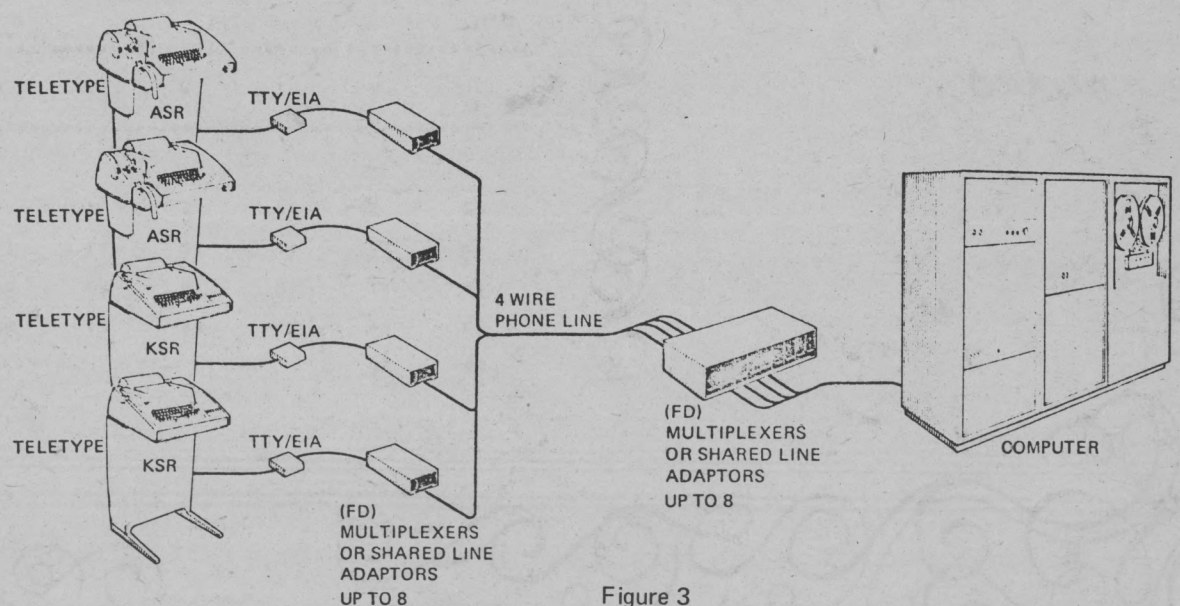 TELETYPE
ASR
TTY/EIA
TELETYPE
ASR
TTY/EIA
TELETYPE
KSR
TTY/EIA
TELETYPE
KSR
TTY/EIA
(FD)
MULTIPLEXERS
OR SHARED LINE
ADAPTORS
UP TO 8
4 WIRE
PHONE LINE
(FD)
MULTIPLEXERS
OR SHARED LINE
ADAPTORS
UP TO 8
COMPUTER
Figure 3